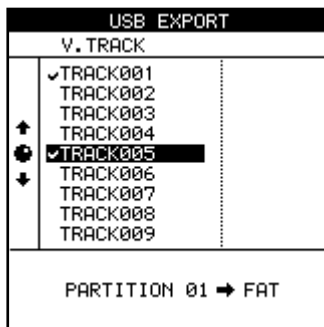 USB EXPORT
V.TRACK
✓TRACK001
TRACK002
TRACK003
TRACK004
✓TRACK005
TRACK006
TRACK007
TRACK008
TRACK009
PARTITION 01 ➡ FAT